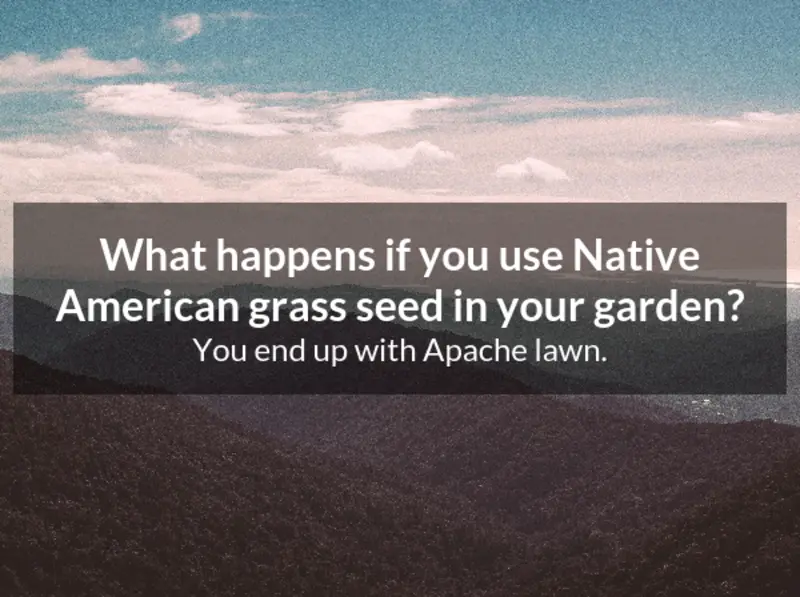 What happens if you use Native
American grass seed in your garden?
You end up with Apache lawn.